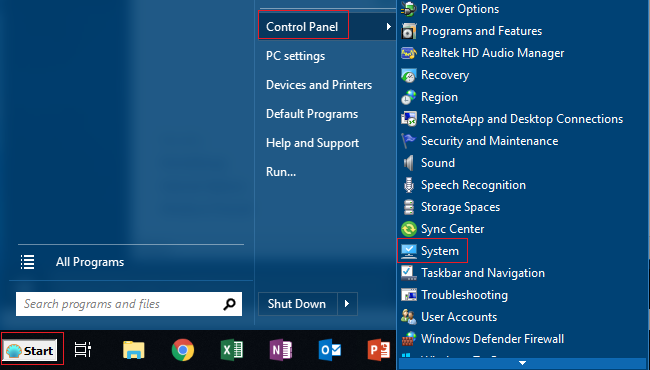 Control Panel
PC settings
Devices and Printers
Default Programs
Help and Support
Run...
All Programs
Search programs and files
Shut Down
Start
Power Options
Programs and Features
Realtek HD Audio Manager
Recovery
Region
RemoteApp and Desktop Connections
Security and Maintenance
Sound
Speech Recognition
Storage Spaces
Sync Center
System
Taskbar and Navigation
Troubleshooting
User Accounts
Windows Defender Firewall